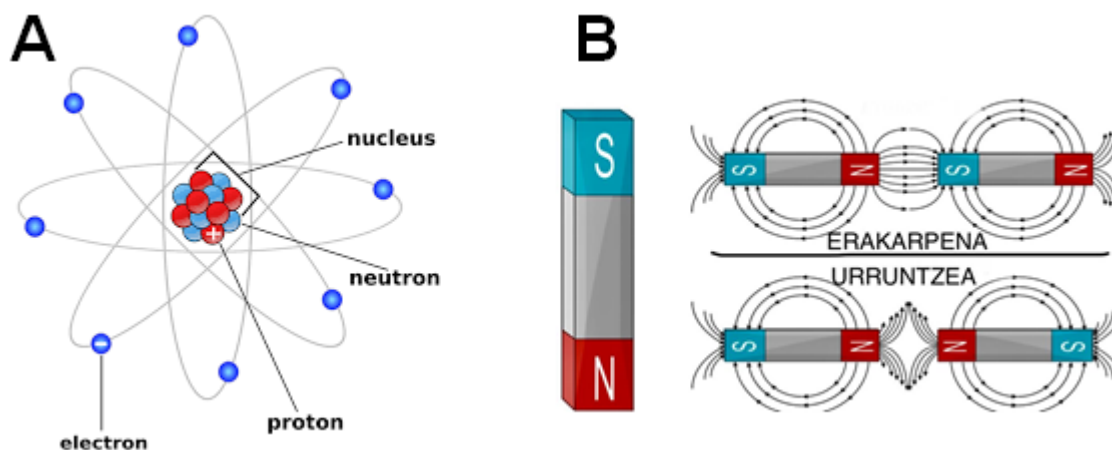 A
nucleus
neutron
proton
electron
+
−
B
S
N
S N S N
ERAKARPENA
URRUNTZEA
S N N S